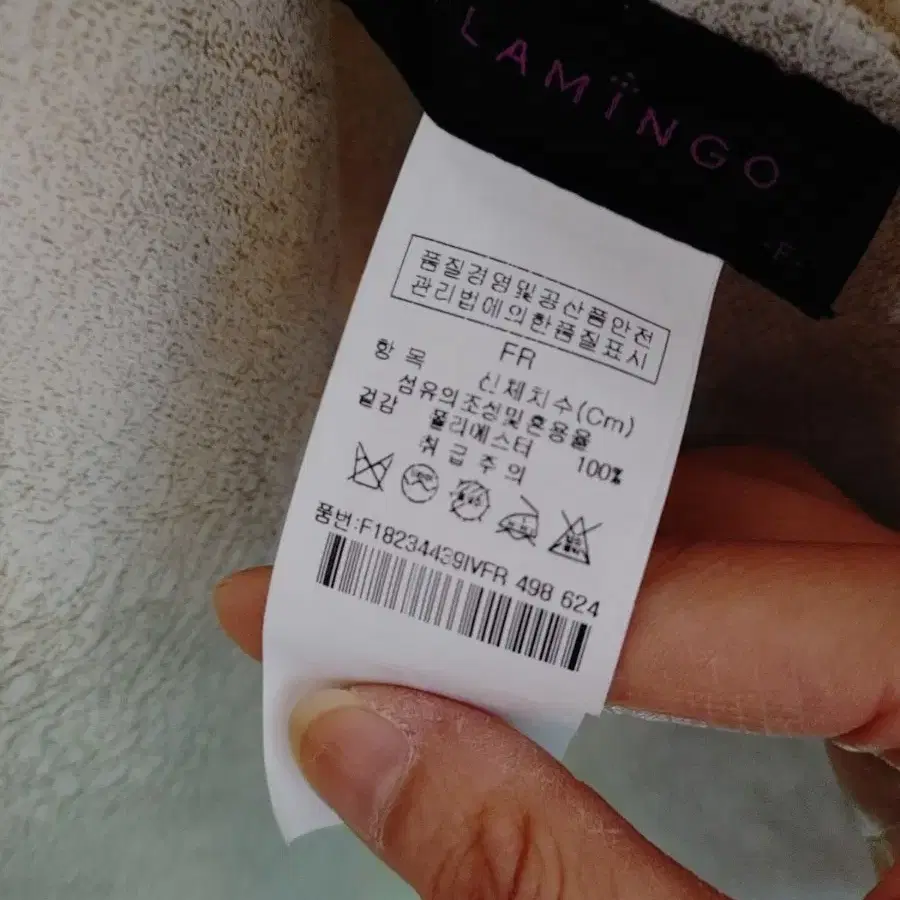 LAMÏNGO
-F-
품질경영및공산품안전
관리법에의한품질표시
항 목 FR
신체치수(Cm)
섬유의조성및혼용율
겉감 폴리에스터 100%
취급주의
품번:F18234439IVFR 498 624